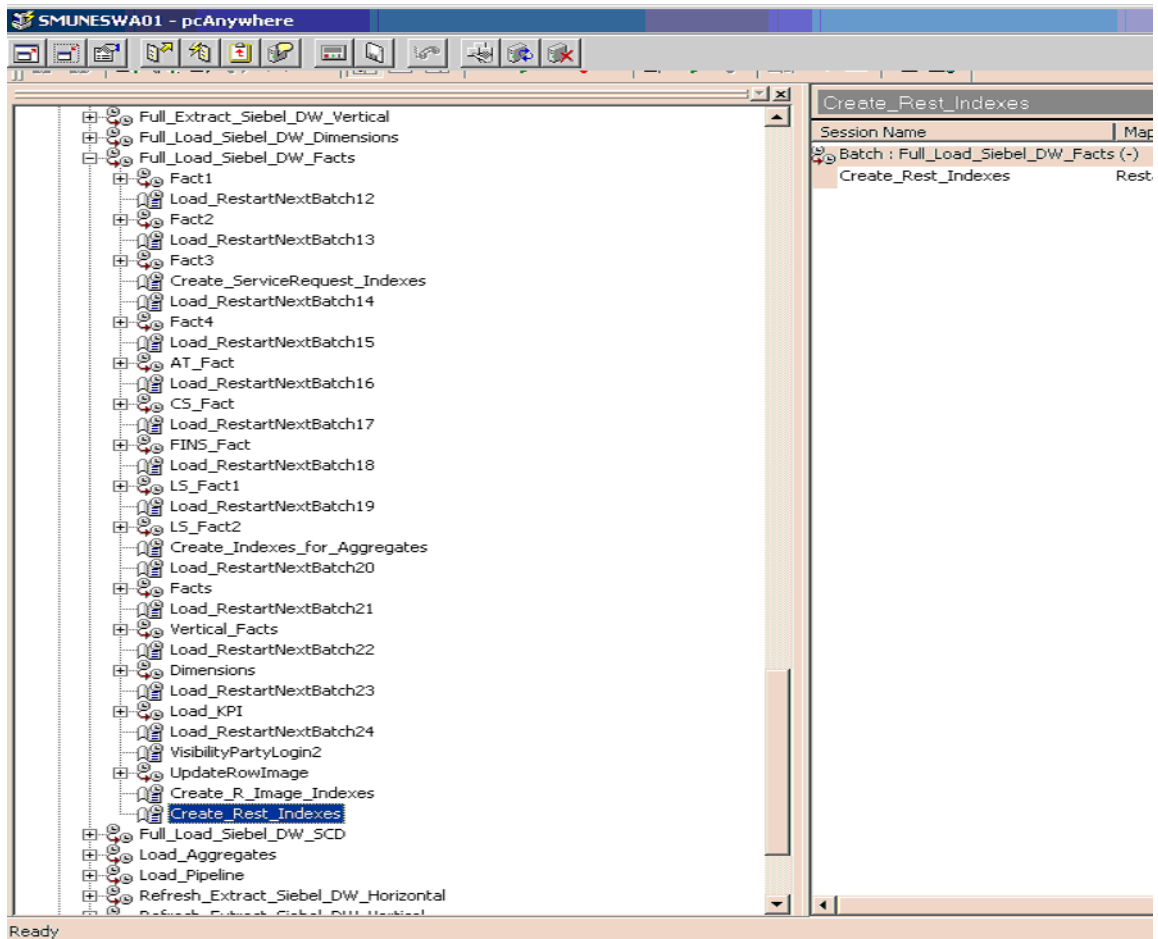 SMUNESWA01 - pcAnywhere
Full_Extract_Siebel_DW_Vertical
Full_Load_Siebel_DW_Dimensions
Full_Load_Siebel_DW_Facts
Fact1
Load_RestartNextBatch12
Fact2
Load_RestartNextBatch13
Fact3
Create_ServiceRequest_Indexes
Load_RestartNextBatch14
Fact4
Load_RestartNextBatch15
AT_Fact
Load_RestartNextBatch16
CS_Fact
Load_RestartNextBatch17
FINS_Fact
Load_RestartNextBatch18
LS_Fact1
Load_RestartNextBatch19
LS_Fact2
Create_Indexes_for_Aggregates
Load_RestartNextBatch20
Facts
Load_RestartNextBatch21
Vertical_Facts
Load_RestartNextBatch22
Dimensions
Load_RestartNextBatch23
Load_KPI
Load_RestartNextBatch24
VisibilityPartyLogin2
UpdateRowImage
Create_R_Image_Indexes
Create_Rest_Indexes
Full_Load_Siebel_DW_SCD
Load_Aggregates
Load_Pipeline
Refresh_Extract_Siebel_DW_Horizontal
Create_Rest_Indexes
Session Name Map
Batch : Full_Load_Siebel_DW_Facts (-)
Create_Rest_Indexes Resta
Ready